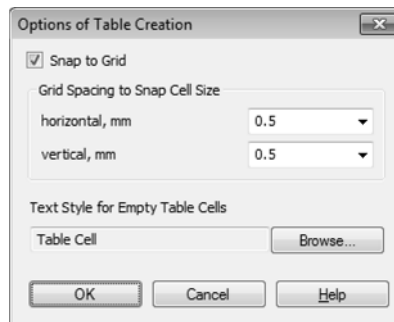 Options of Table Creation
Snap to Grid
Grid Spacing to Snap Cell Size
horizontal, mm 0.5
vertical, mm 0.5
Text Style for Empty Table Cells
Table Cell Browse...
OK Cancel Help